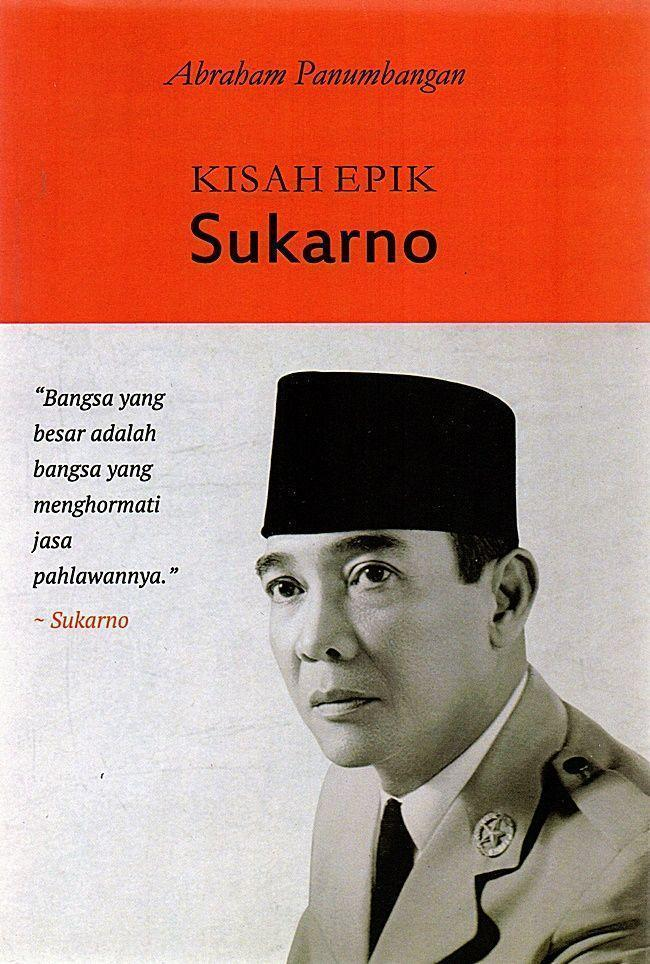 Abraham Panumbangan
KISAH EPIK
Sukarno
“Bangsa yang
besar adalah
bangsa yang
menghormati
jasa
pahlawannya.”
~ Sukarno